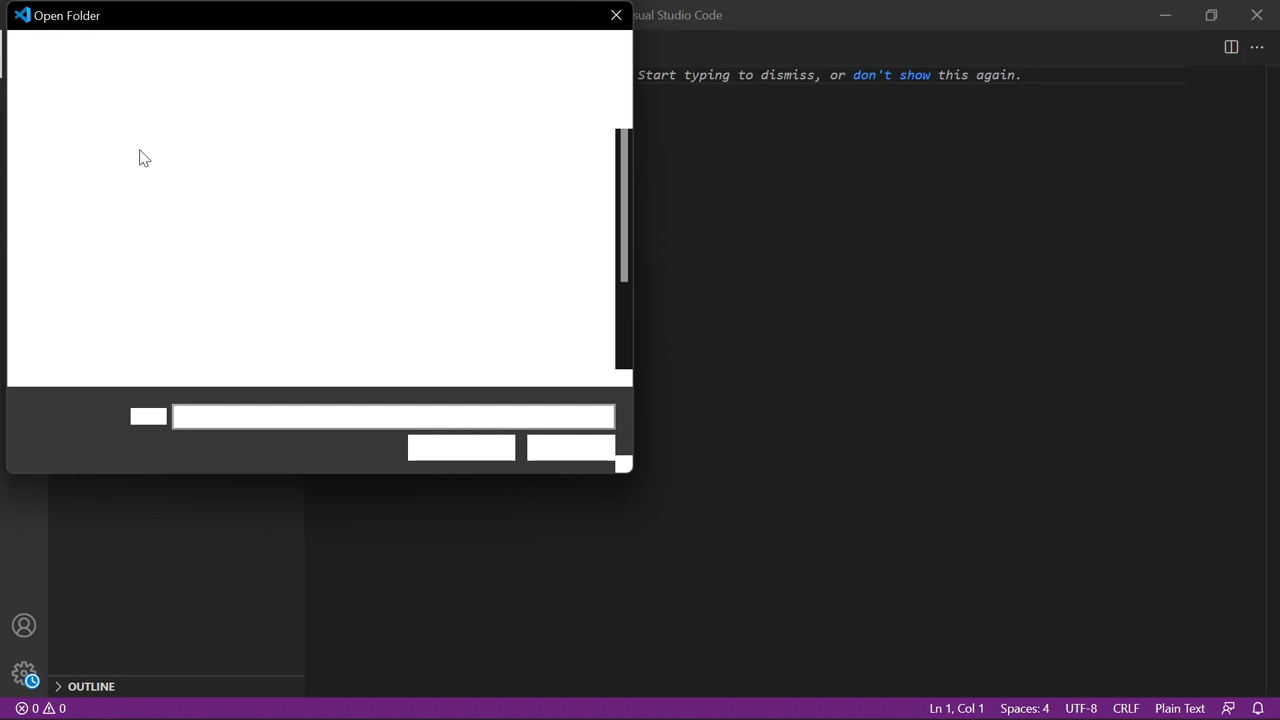 Open Folder
sual Studio Code
Start typing to dismiss, or don't show this again.
OUTLINE
0 0
Ln 1, Col 1 Spaces: 4 UTF-8 CRLF Plain Text